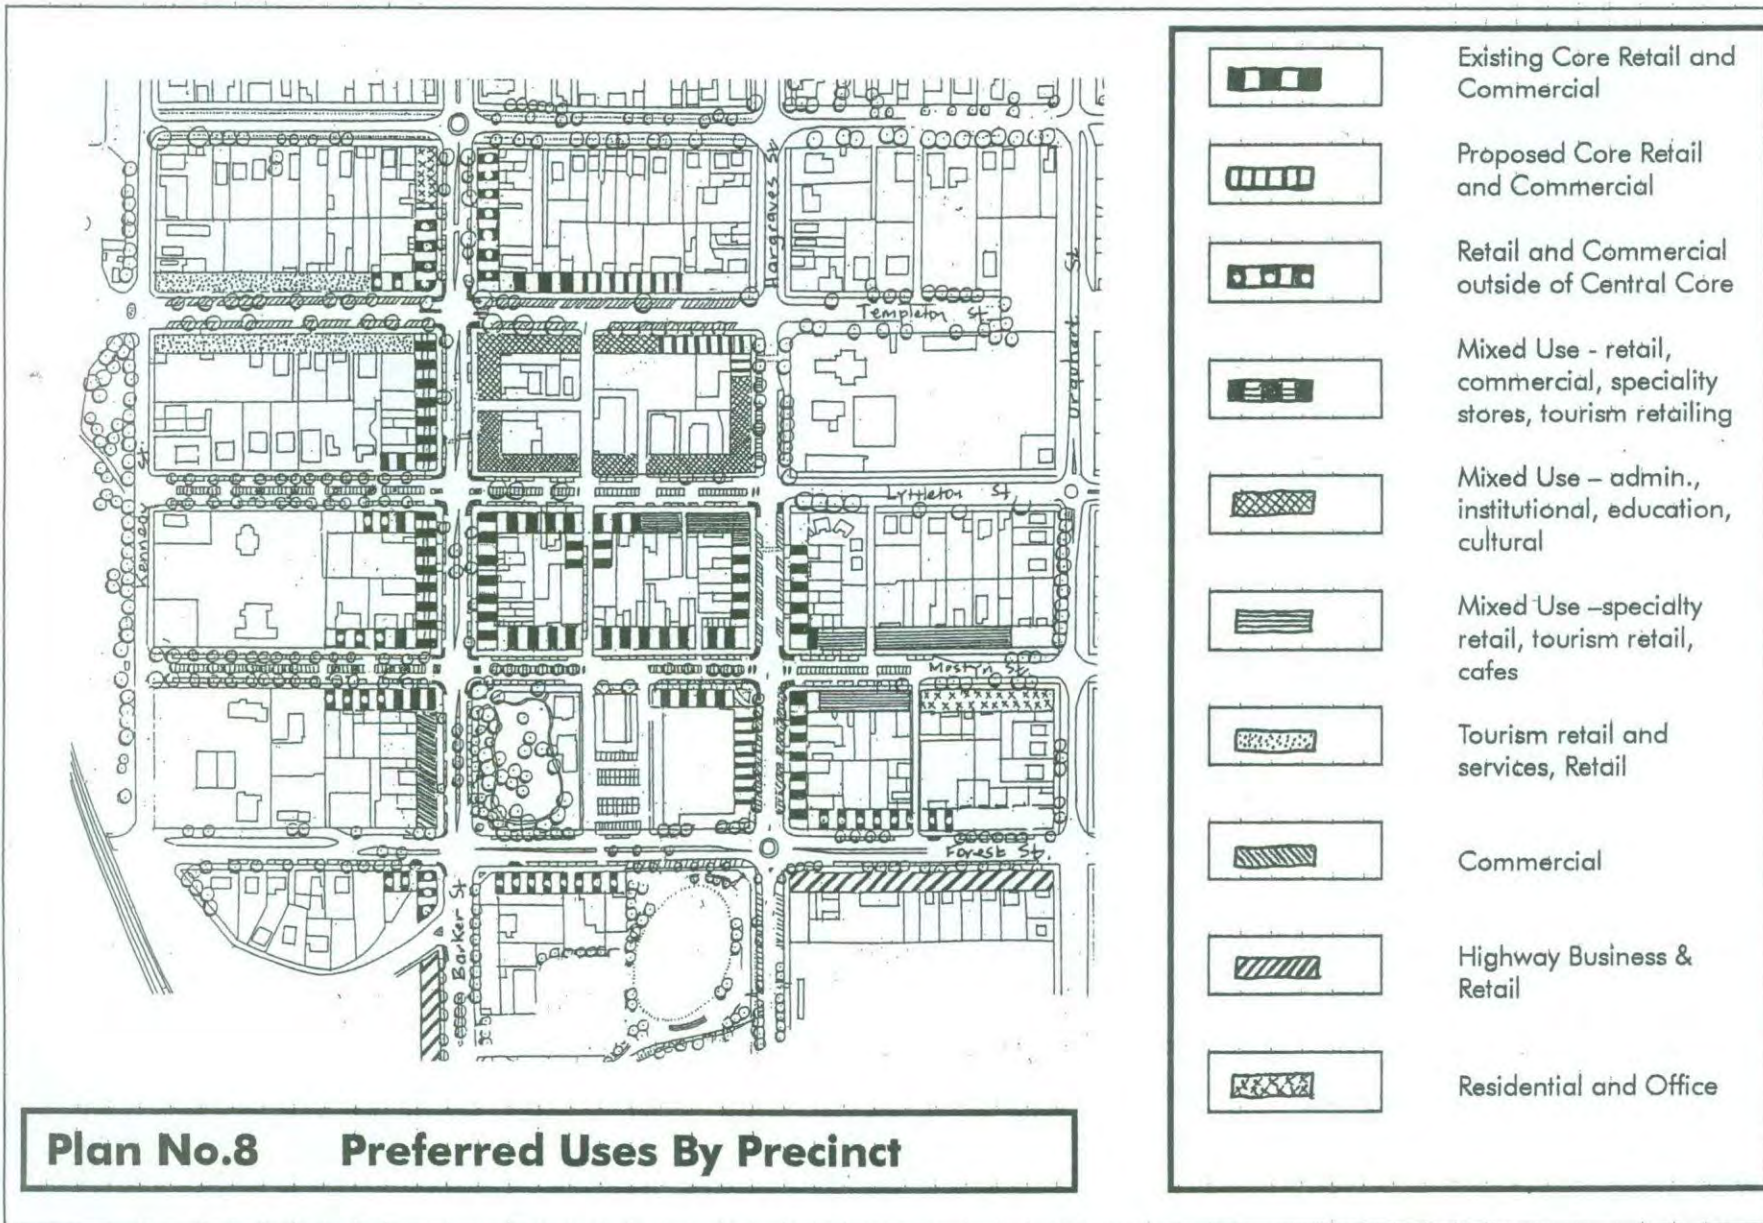 Hargraves St
Urquhart St
Templeton St
Lyttleton St
Kennedy St
Mostyn St
Forest St.
Barker St
Plan No.8 Preferred Uses By Precinct
Existing Core Retail and
Commercial
Proposed Core Retail
and Commercial
Retail and Commercial
outside of Central Core
Mixed Use - retail,
commercial, speciality
stores, tourism retailing
Mixed Use – admin.,
institutional, education,
cultural
Mixed Use –specialty
retail, tourism retail,
cafes
Tourism retail and
services, Retail
Commercial
Highway Business &
Retail
Residential and Office